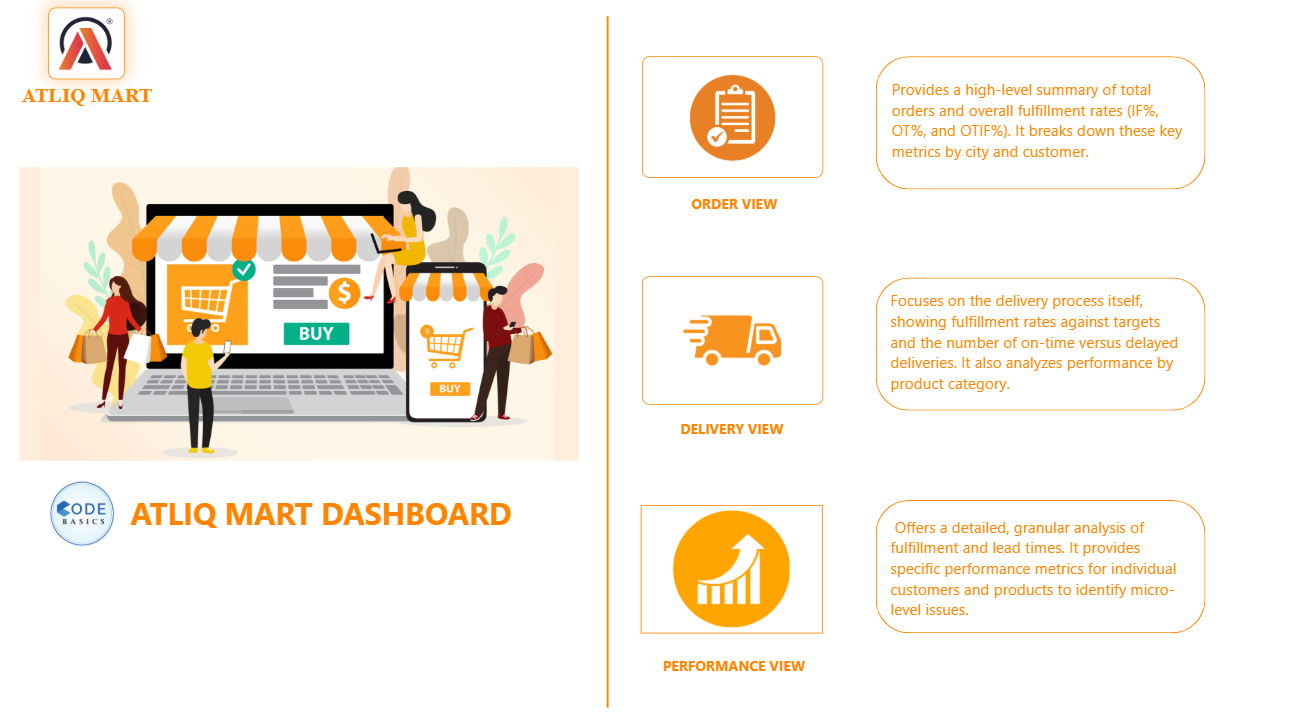 ®
ATLIQ MART
BUY
9
BUY
$
CODE
BASICS
ATLIQ MART DASHBOARD
ORDER VIEW
Provides a high-level summary of total
orders and overall fulfillment rates (IF%,
OT%, and OTIF%). It breaks down these key
metrics by city and customer.
DELIVERY VIEW
Focuses on the delivery process itself,
showing fulfillment rates against targets
and the number of on-time versus delayed
deliveries. It also analyzes performance by
product category.
PERFORMANCE VIEW
Offers a detailed, granular analysis of
fulfillment and lead times. It provides
specific performance metrics for individual
customers and products to identify micro-
level issues.